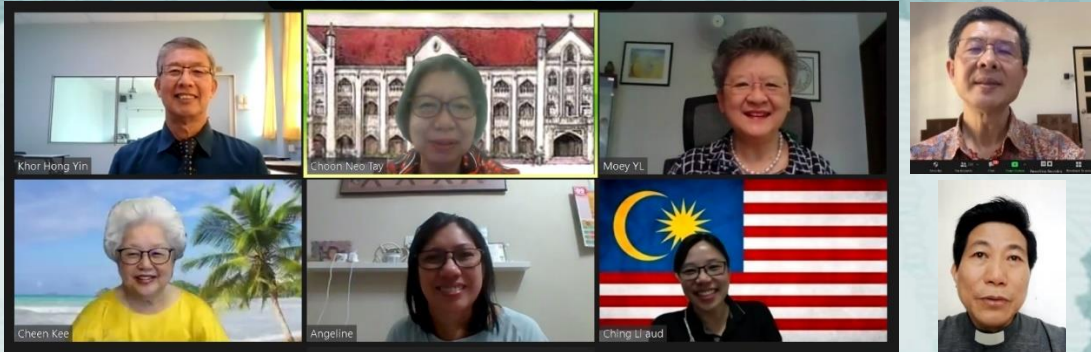 Khor Hong Yin
Choon Neo Tay
Moey YL
Cheen Kee
Angeline
Ching Li aud